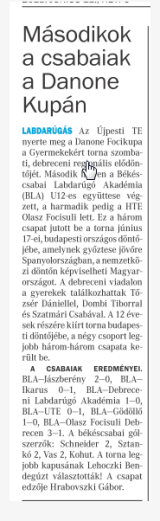 Másodikok
a csabaiak
a Danone
Kupán
LABDARÚGÁS Az Újpesti TE
nyerte meg a Danone Focikupa
a Gyermekekért torna szomba-
ti, debreceni regionális elődön-
tőjét. Második helyen a Békés-
csabai Labdarúgó Akadémia
(BLA) U12-es együttese vég-
zett, a harmadik pedig a HTE
Olasz Focisuli lett. Ez a három
csapat jutott be a torna június
17-ei, budapesti országos döntő-
jébe, amelynek győztese jövőre
Spanyolországban, a nemzetkö-
zi döntőn képviselheti Magyar-
országot. A debreceni viadalon
a gyerekek találkozhattak Tő-
zsér Dániellel, Dombi Tiborral
és Szatmári Csabával. A 12 éve-
sek részére kiírt torna budapes-
ti döntőjébe, a négy csoport leg-
jobb három-három csapata ke-
rült be.
A CSABAIAK EREDMÉNYEI.
BLA–Jászberény 2–0, BLA–
Ikarus 0–1, BLA–Debrece-
ni Labdarúgó Akadémia 1–0,
BLA–UTE 0–1, BLA–Gödöllő
1–0, BLA–Olasz Focisuli Deb-
recen 3–1. A békéscsabai gól-
szerzők: Schneider 2, Sztan-
kó 2, Vas 2, Kohut. A torna leg-
jobb kapusának Lehoczki Ben-
degúzt választották! A csapat
edzője Hrabovszki Gábor.